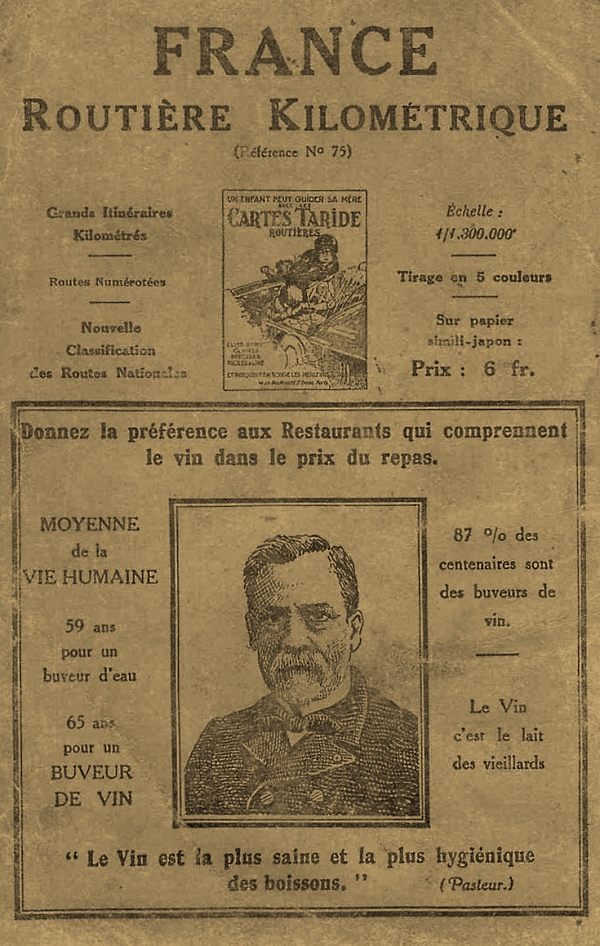 FRANCE
ROUTIÈRE KILOMÉTRIQUE
(Référence No 75)
Grands Itinéraires
Kilométrés
Routes Numérotées
Nouvelle
Classification
des Routes Nationales
UN ENFANT PEUT GUIDER SA MÈRE
AVEC LES
CARTES TARIDE
ROUTIÈRES
Échelle :
1/1.300.000e
Tirage en 5 couleurs
Sur papier
simili-japon :
Prix : 6 fr.
Donnez la préférence aux Restaurants qui comprennent
le vin dans le prix du repas.
MOYENNE
de la
VIE HUMAINE
59 ans
pour un
buveur d'eau
65 ans
pour un
BUVEUR
DE VIN
87 % des
centenaires sont
des buveurs de
vin.
Le Vin
c'est le lait
des vieillards
“ Le Vin est la plus saine et la plus hygiénique
des boissons. ” (Pasteur.)